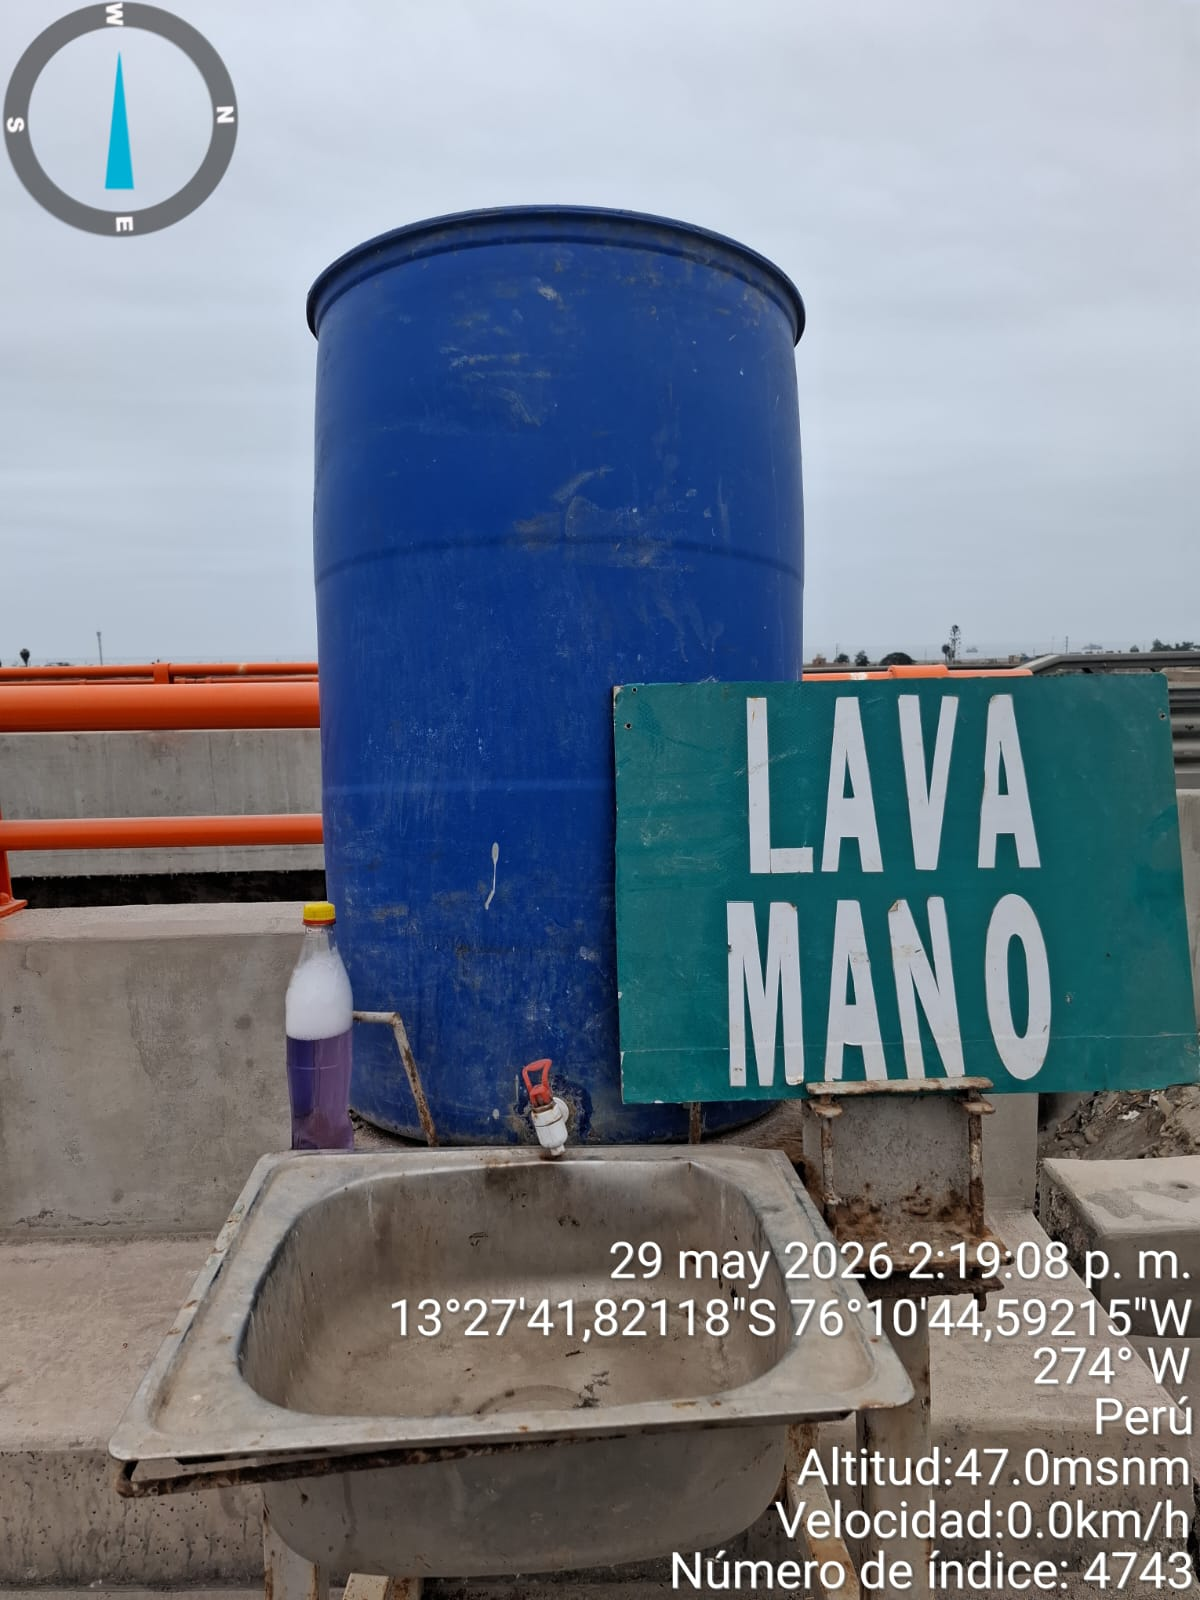 W
N
S
E
LAVA
MANO
29 may 2026 2:19:08 p. m.
13°27'41,82118"S 76°10'44,59215"W
274° W
Perú
Altitud:47.0msnm
Velocidad:0.0km/h
Número de índice: 4743